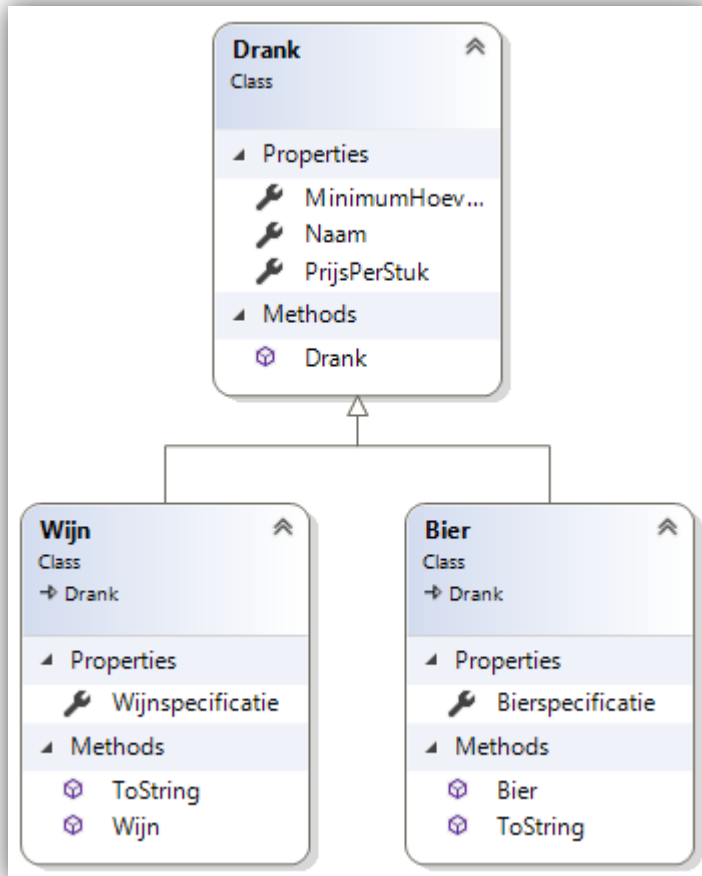 Drank
Class
Properties
MinimumHoev...
Naam
PrijsPerStuk
Methods
Drank
Wijn
Class
Drank
Properties
Wijnspecificatie
Methods
ToString
Wijn
Bier
Class
Drank
Properties
Bierspecificatie
Methods
Bier
ToString